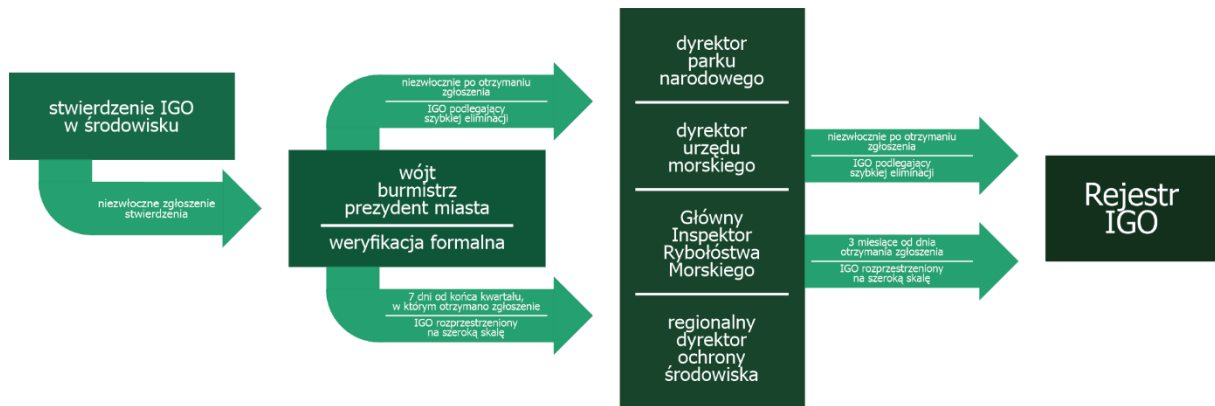 stwierdzenie IGO
w środowisku
niezwłoczne zgłoszenie
stwierdzenia
niezwłocznie po otrzymaniu
zgłoszenia
IGO podlegający
szybkiej eliminacji
wójt
burmistrz
prezydent miasta
weryfikacja formalna
7 dni od końca kwartału,
w którym otrzymano zgłoszenie
IGO rozprzestrzeniony
na szeroką skalę
dyrektor
parku
narodowego
dyrektor
urzędu
morskiego
Główny
Inspektor
Rybołóstwa
Morskiego
regionalny
dyrektor
ochrony
środowiska
niezwłocznie po otrzymaniu
zgłoszenia
IGO podlegający
szybkiej eliminacji
3 miesiące od dnia
otrzymania zgłoszenia
IGO rozprzestrzeniony
na szeroką skalę
Rejestr
IGO